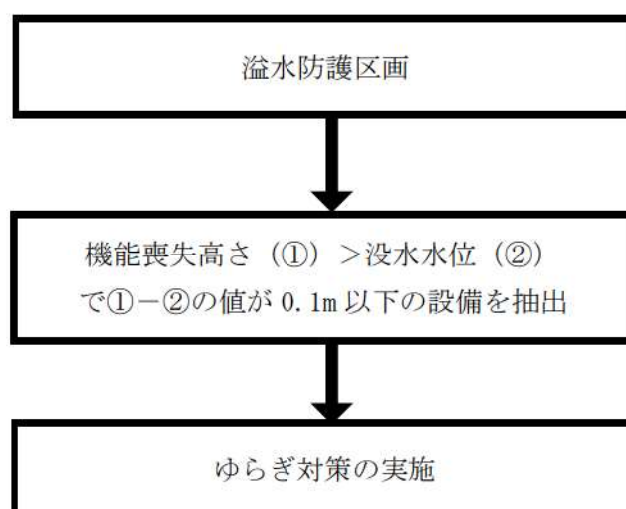 溢水防護区画
機能喪失高さ（①）＞没水水位（②）
で①－②の値が 0.1m 以下の設備を抽出
ゆらぎ対策の実施